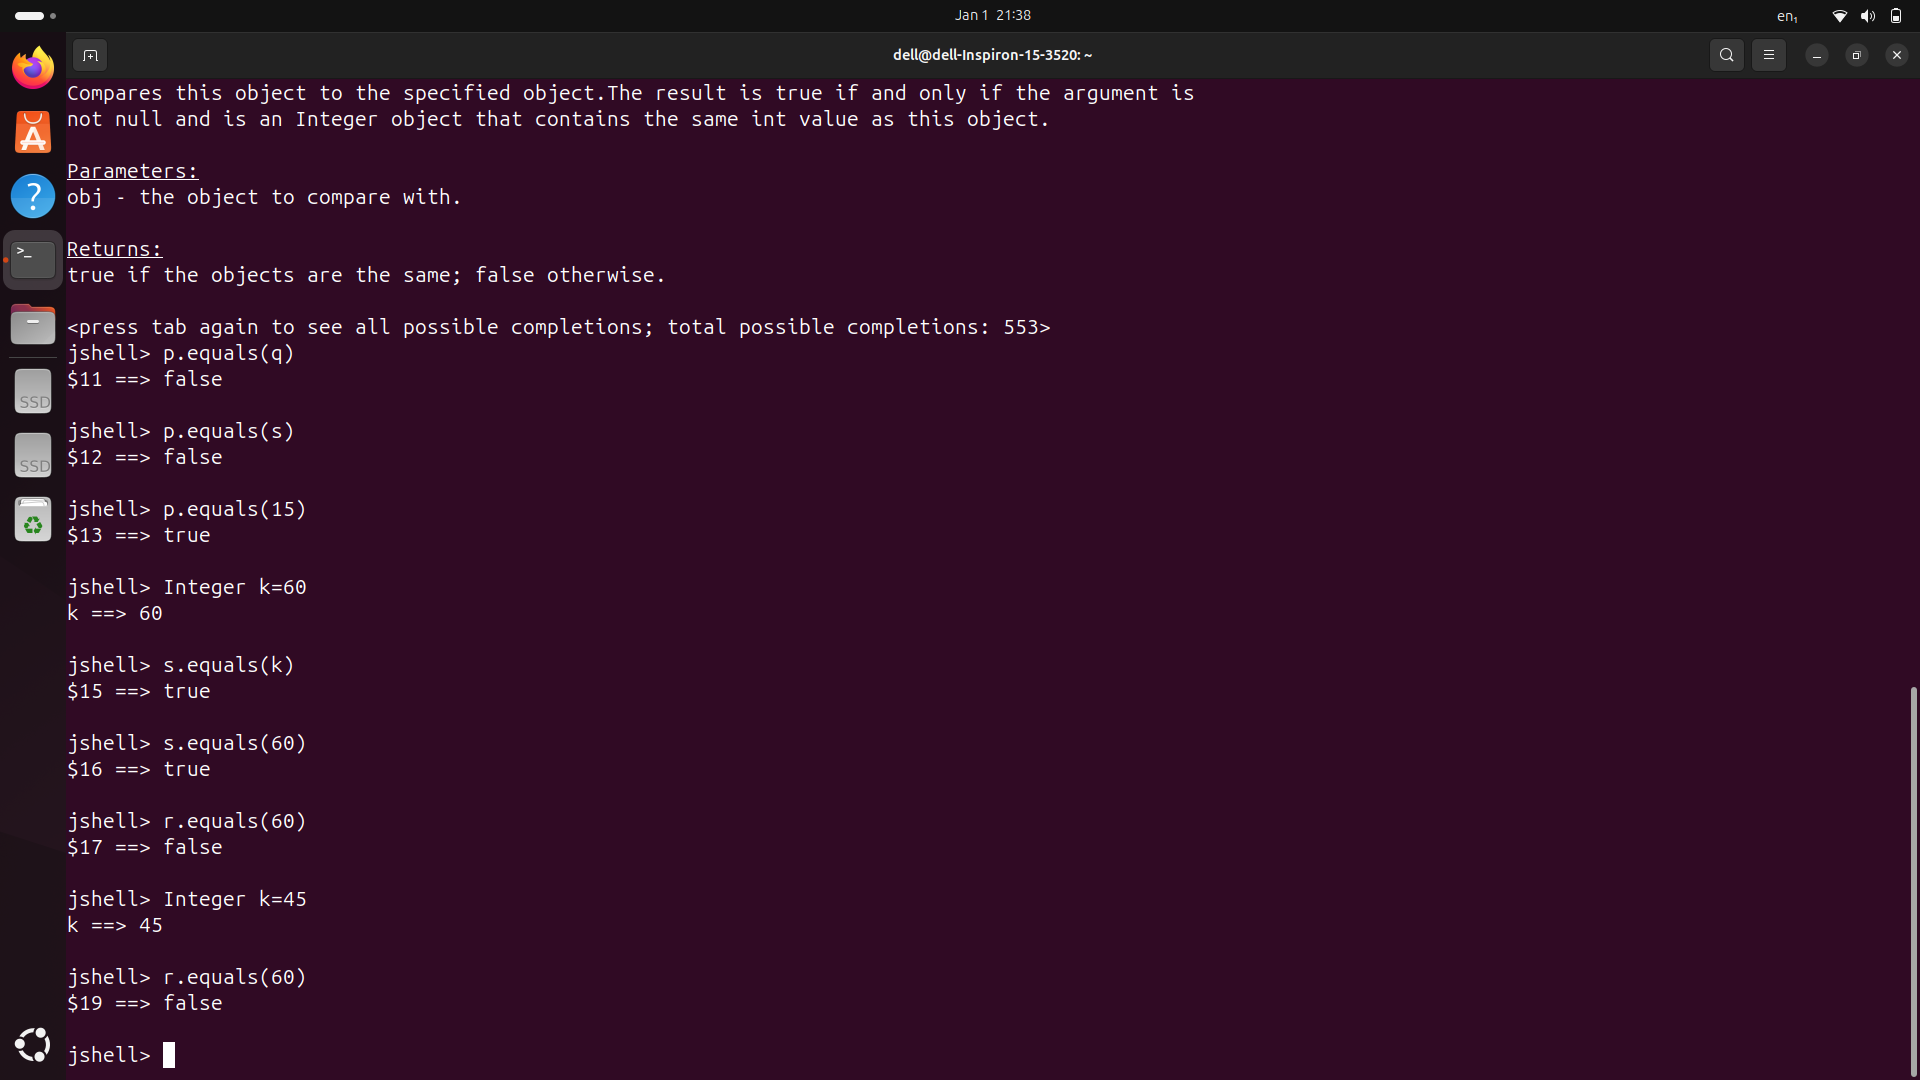 Jan 1 21:38
en₁
dell@dell-Inspiron-15-3520: ~
Compares this object to the specified object.The result is true if and only if the argument is
not null and is an Integer object that contains the same int value as this object.
Parameters:
obj - the object to compare with.
Returns:
true if the objects are the same; false otherwise.
<press tab again to see all possible completions; total possible completions: 553>
jshell> p.equals(q)
$11 ==> false
jshell> p.equals(s)
$12 ==> false
jshell> p.equals(15)
$13 ==> true
jshell> Integer k=60
k ==> 60
jshell> s.equals(k)
$15 ==> true
jshell> s.equals(60)
$16 ==> true
jshell> r.equals(60)
$17 ==> false
jshell> Integer k=45
k ==> 45
jshell> r.equals(60)
$19 ==> false
jshell>
SSD
SSD